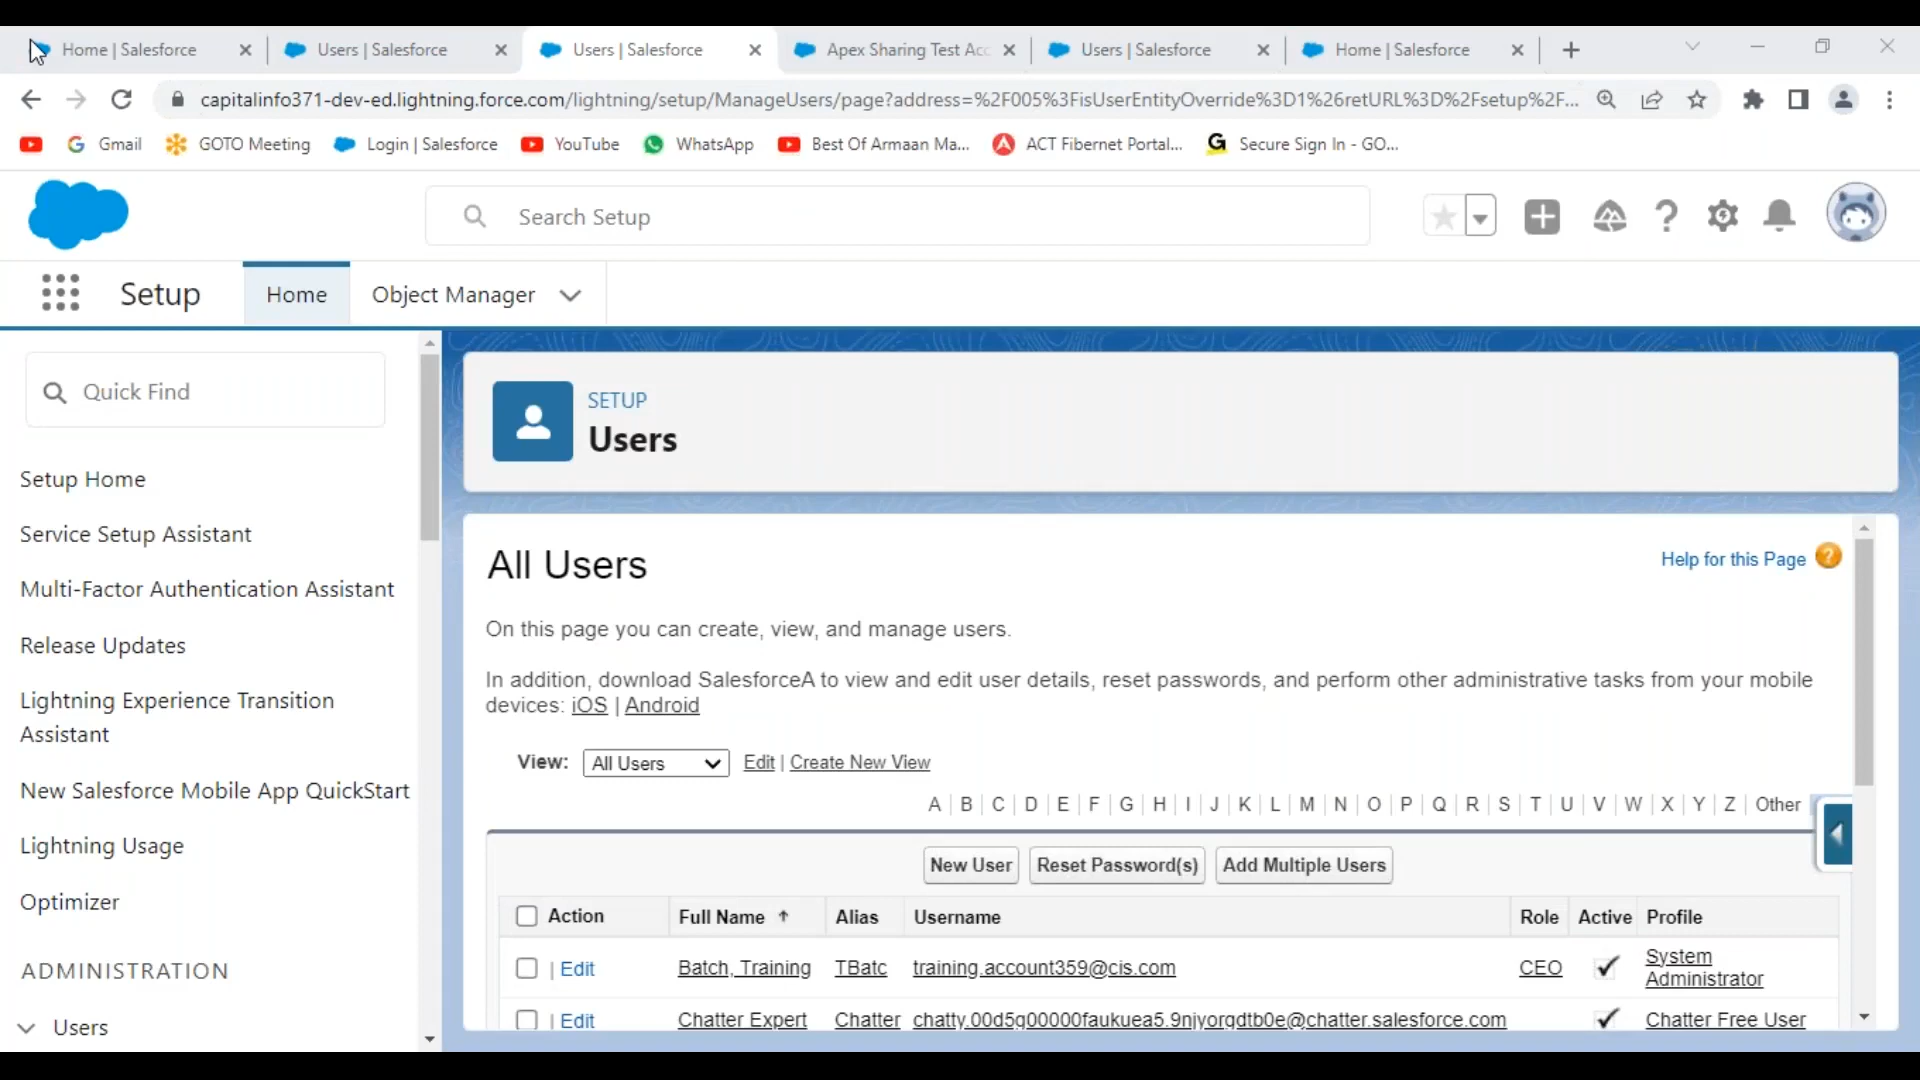 Home | Salesforce
Users | Salesforce
Users | Salesforce
Apex Sharing Test Acc
Users | Salesforce
Home | Salesforce
capitalinfo371-dev-ed.lightning.force.com/lightning/setup/ManageUsers/page?address=%2F005%3FisUserEntityOverride%3D1%26retURL%3D%2Fsetup%2F...
Gmail
GOTO Meeting
Login | Salesforce
YouTube
WhatsApp
Best Of Armaan Ma...
ACT Fibernet Portal...
Secure Sign In - GO...
Search Setup
Setup
Home
Object Manager
Quick Find
Setup Home
Service Setup Assistant
Multi-Factor Authentication Assistant
Release Updates
Lightning Experience Transition
Assistant
New Salesforce Mobile App QuickStart
Lightning Usage
Optimizer
ADMINISTRATION
Users
SETUP
Users
All Users
Help for this Page
On this page you can create, view, and manage users.
In addition, download SalesforceA to view and edit user details, reset passwords, and perform other administrative tasks from your mobile
devices: iOS | Android
View: All Users Edit | Create New View
A | B | C | D | E | F | G | H | I | J | K | L | M | N | O | P | Q | R | S | T | U | V | W | X | Y | Z | Other
New User Reset Password(s) Add Multiple Users
Action Full Name Alias Username Role Active Profile
| Edit Batch, Training TBatc training.account359@cis.com CEO System
Administrator
| Edit Chatter Expert Chatter chatty.00d5g00000faukuea5.9njyorgdtb0e@chatter.salesforce.com Chatter Free User